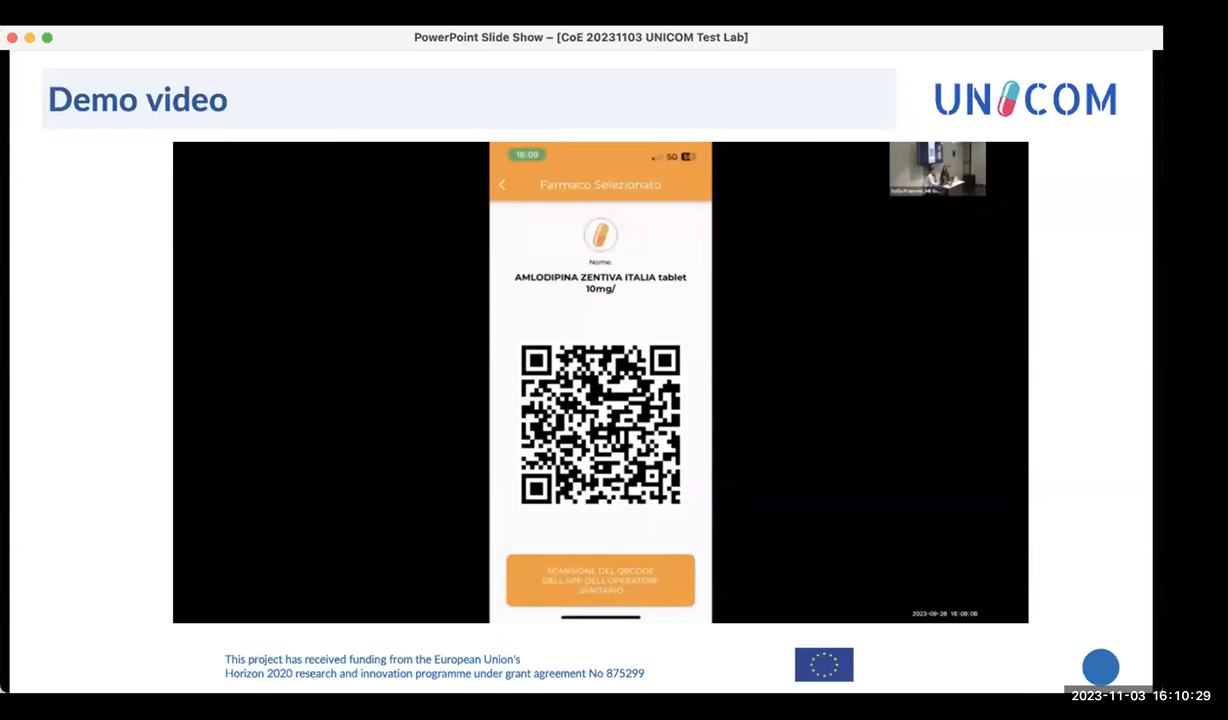 PowerPoint Slide Show – [CoE 20231103 UNICOM Test Lab]
Demo video
UNICOM
16:09
5G
Farmaco Selezionato
Nome:
AMLODIPINA ZENTIVA ITALIA tablet
10mg/
SCANSIONE DEL QRCODE
DELL'APP DELL'OPERATORE
SANITARIO
2023-09-28 16:09:06
This project has received funding from the European Union's
Horizon 2020 research and innovation programme under grant agreement No 875299
2023-11-03 16:10:29